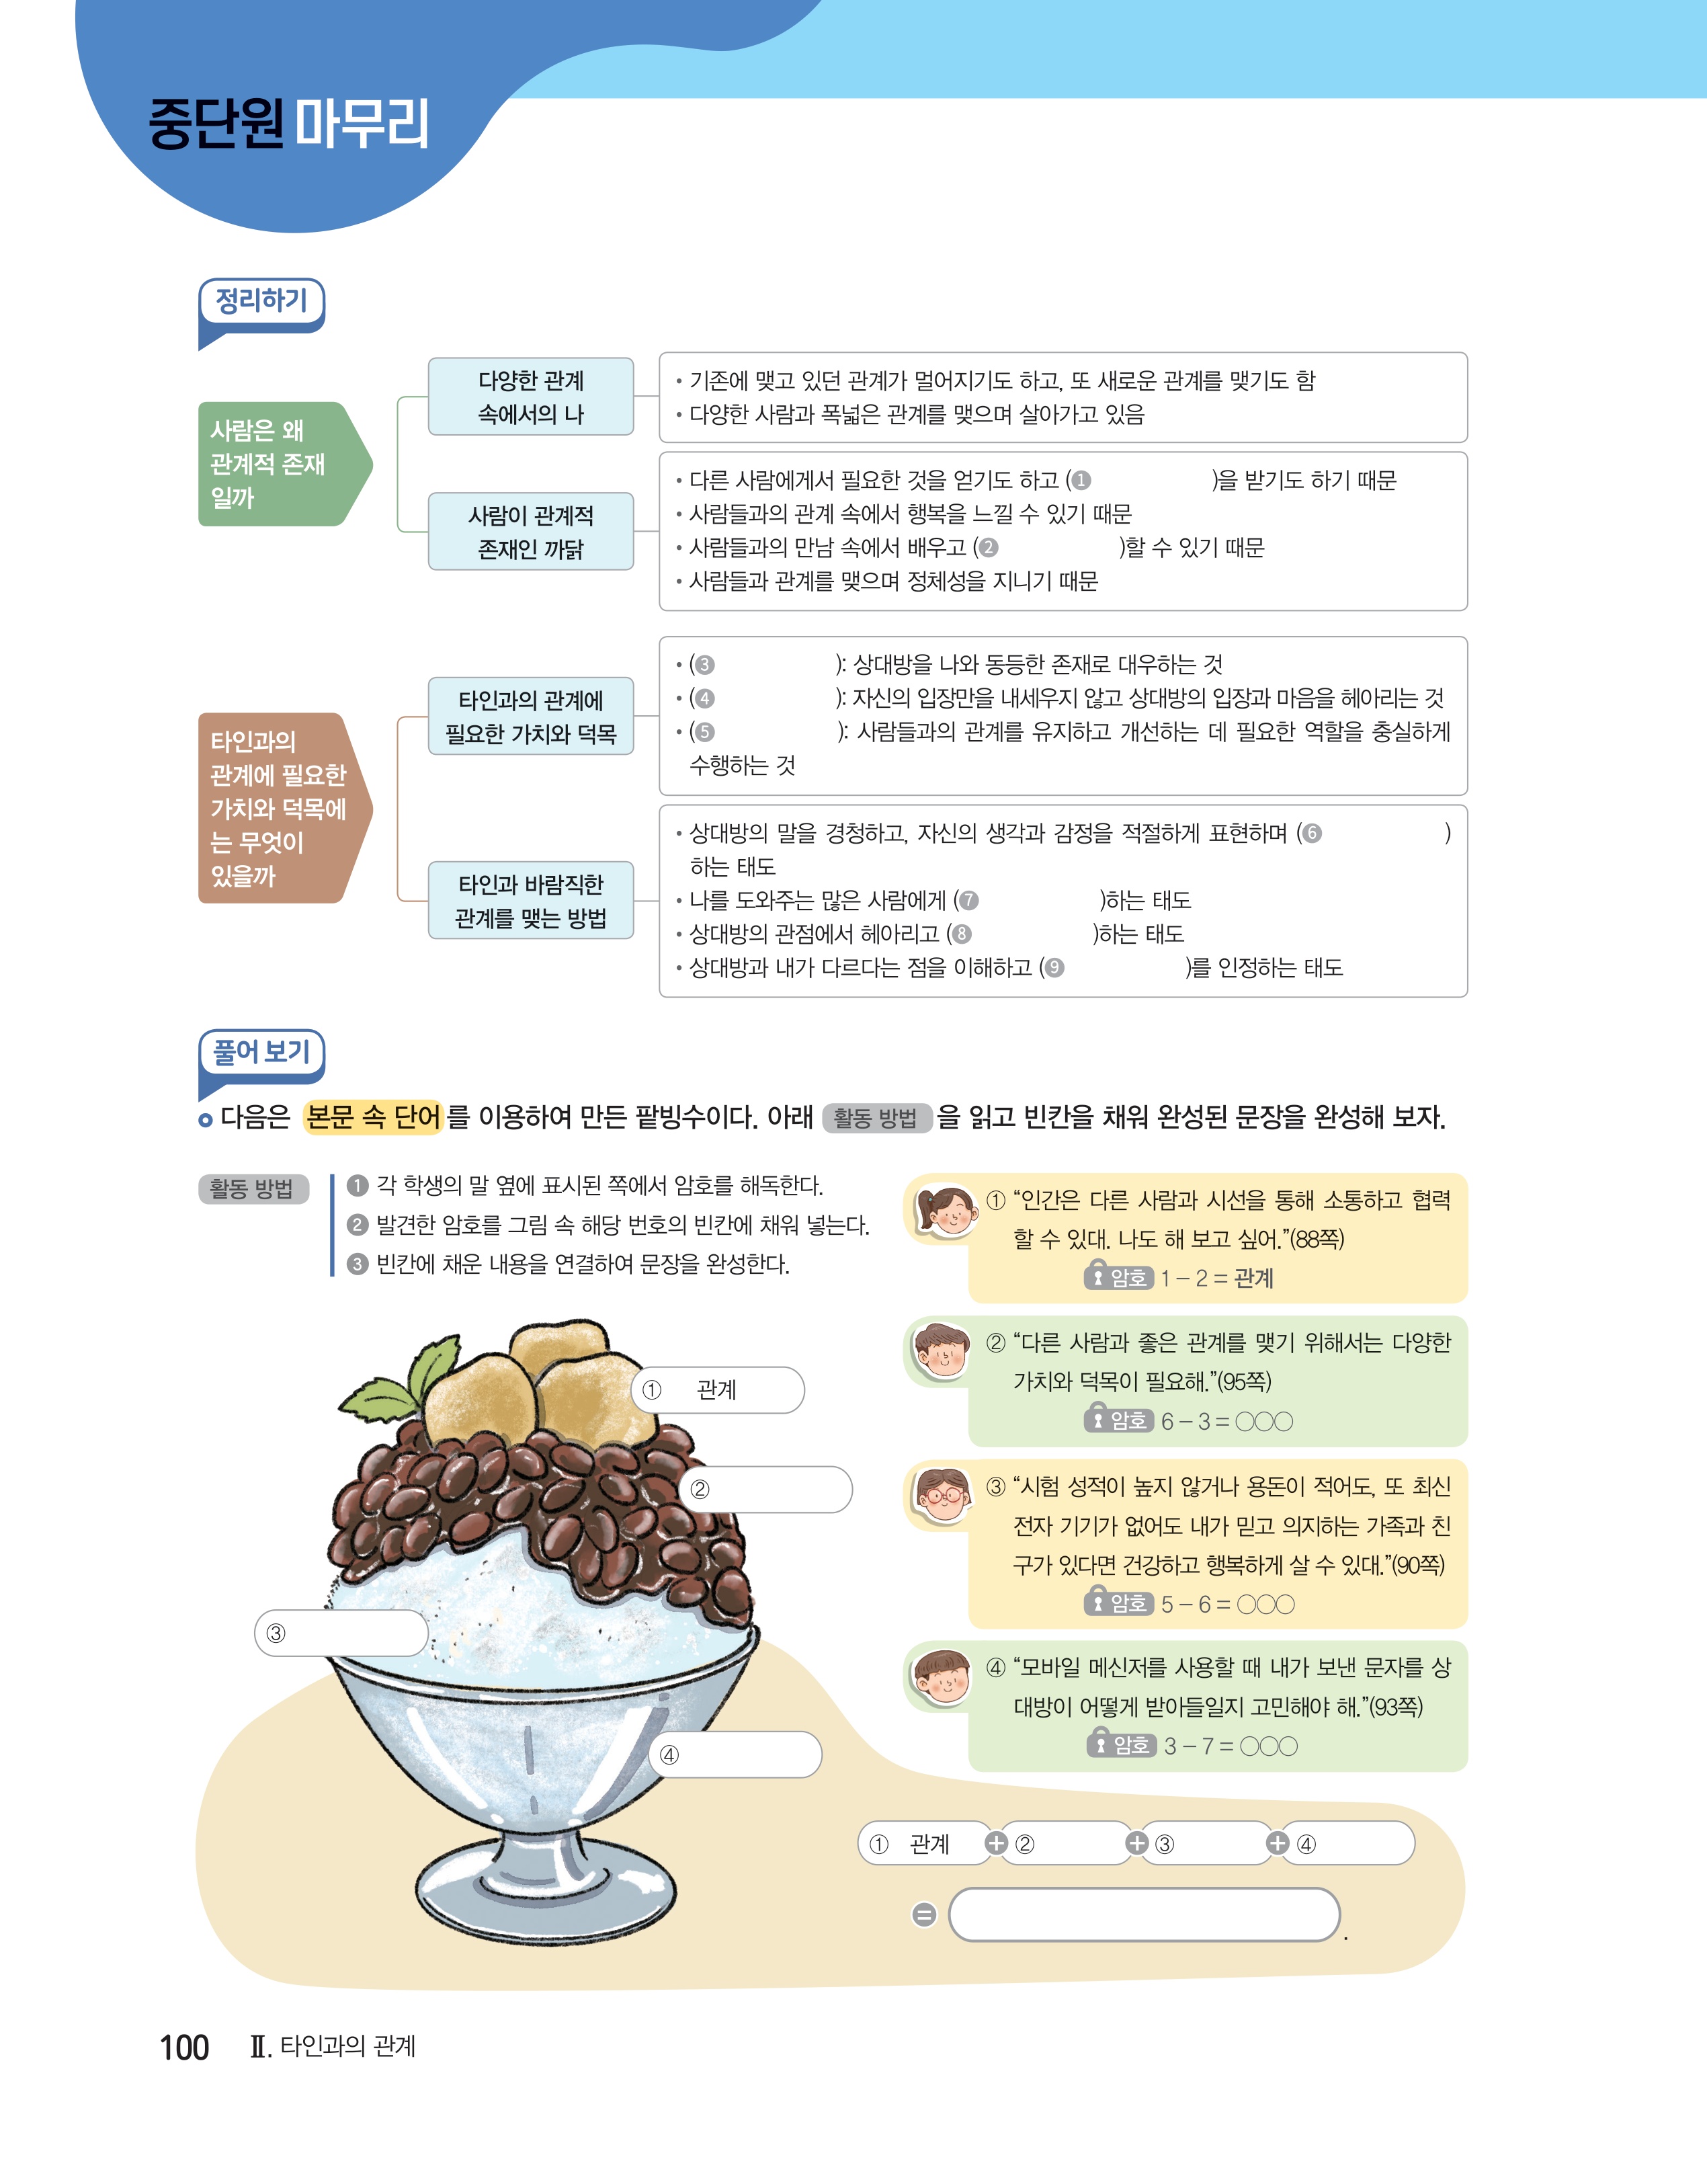 중단원 마무리
정리하기
사람은 왜
관계적 존재
일까
다양한 관계
속에서의 나
• 기존에 맺고 있던 관계가 멀어지기도 하고, 또 새로운 관계를 맺기도 함
• 다양한 사람과 폭넓은 관계를 맺으며 살아가고 있음
사람이 관계적
존재인 까닭
• 다른 사람에게서 필요한 것을 얻기도 하고 (❶ )을 받기도 하기 때문
• 사람들과의 관계 속에서 행복을 느낄 수 있기 때문
• 사람들과의 만남 속에서 배우고 (❷ )할 수 있기 때문
• 사람들과 관계를 맺으며 정체성을 지니기 때문
타인과의
관계에 필요한
가치와 덕목에
는 무엇이
있을까
타인과의 관계에
필요한 가치와 덕목
• (❸ ): 상대방을 나와 동등한 존재로 대우하는 것
• (❹ ): 자신의 입장만을 내세우지 않고 상대방의 입장과 마음을 헤아리는 것
• (❺ ): 사람들과의 관계를 유지하고 개선하는 데 필요한 역할을 충실하게
수행하는 것
타인과 바람직한
관계를 맺는 방법
• 상대방의 말을 경청하고, 자신의 생각과 감정을 적절하게 표현하며 (❻ )
하는 태도
• 나를 도와주는 많은 사람에게 (❼ )하는 태도
• 상대방의 관점에서 헤아리고 (❽ )하는 태도
• 상대방과 내가 다르다는 점을 이해하고 (❾ )를 인정하는 태도
풀어 보기
다음은 본문 속 단어를 이용하여 만든 팥빙수이다. 아래 활동 방법을 읽고 빈칸을 채워 완성된 문장을 완성해 보자.
활동 방법
❶ 각 학생의 말 옆에 표시된 쪽에서 암호를 해독한다.
❷ 발견한 암호를 그림 속 해당 번호의 빈칸에 채워 넣는다.
❸ 빈칸에 채운 내용을 연결하여 문장을 완성한다.
① 관계
②
③
④
① “인간은 다른 사람과 시선을 통해 소통하고 협력
할 수 있대. 나도 해 보고 싶어.”(88쪽)
암호 1 – 2 = 관계
② “다른 사람과 좋은 관계를 맺기 위해서는 다양한
가치와 덕목이 필요해.”(95쪽)
암호 6 – 3 = ○○○
③ “시험 성적이 높지 않거나 용돈이 적어도, 또 최신
전자 기기가 없어도 내가 믿고 의지하는 가족과 친
구가 있다면 건강하고 행복하게 살 수 있대.”(90쪽)
암호 5 – 6 = ○○○
④ “모바일 메신저를 사용할 때 내가 보낸 문자를 상
대방이 어떻게 받아들일지 고민해야 해.”(93쪽)
암호 3 – 7 = ○○○
① 관계 + ② + ③ + ④
= .
100 Ⅱ. 타인과의 관계